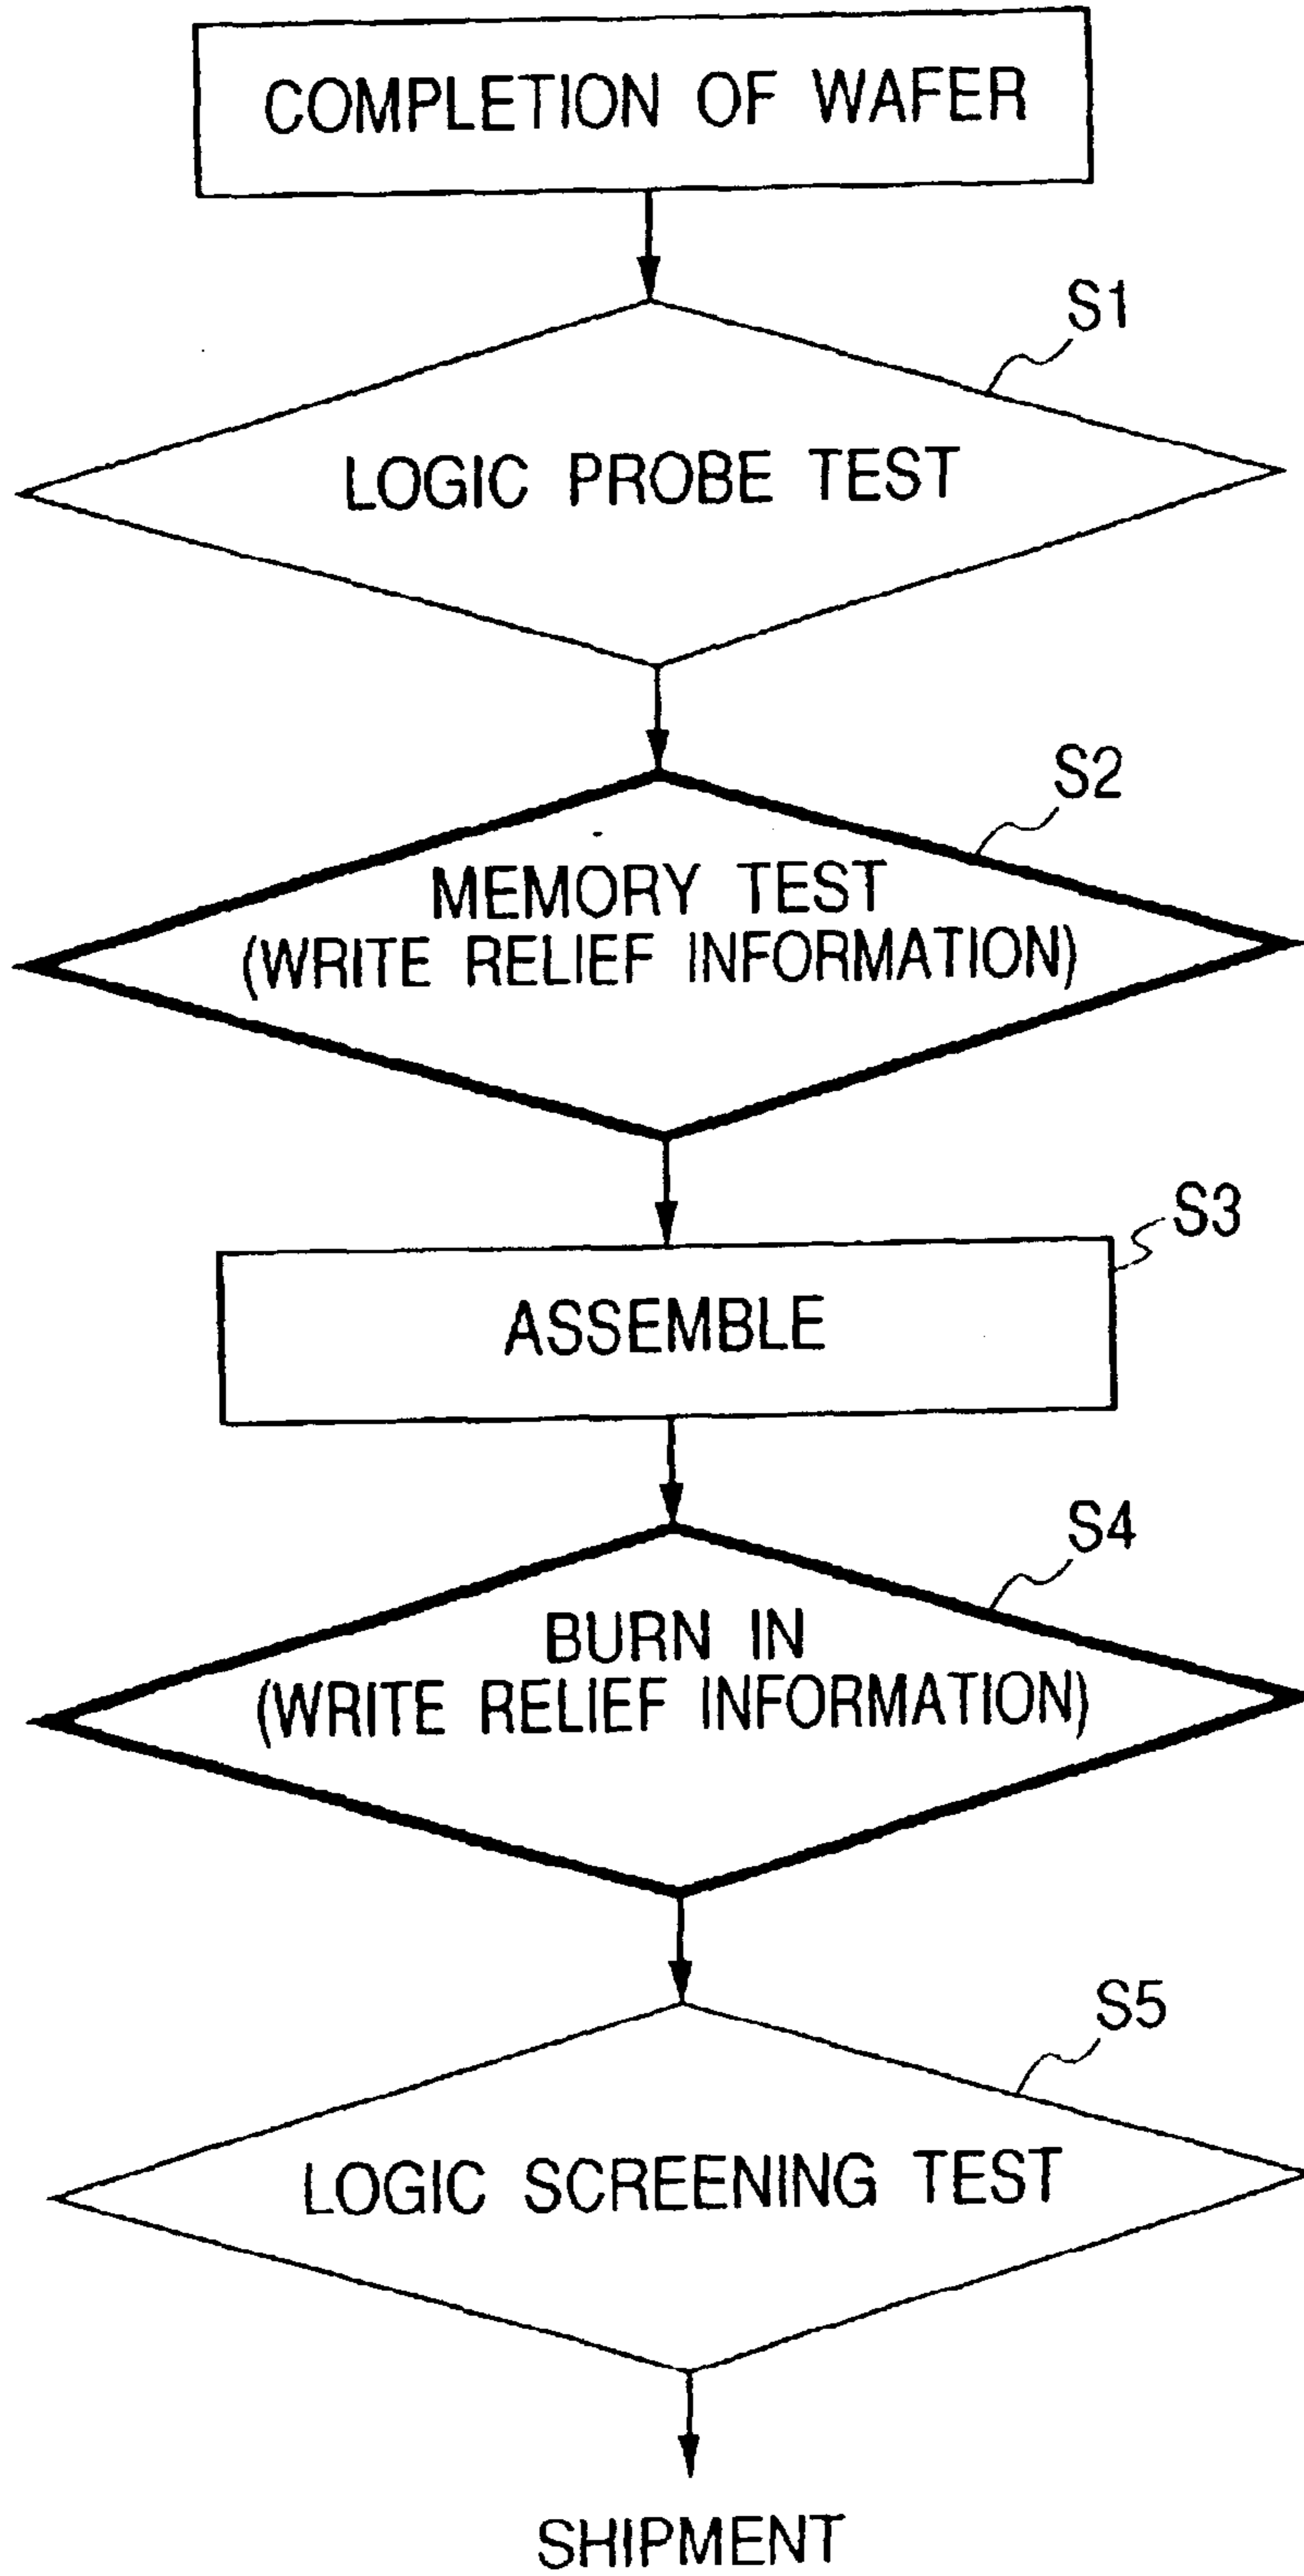 COMPLETION OF WAFER
S1
LOGIC PROBE TEST
S2
MEMORY TEST
(WRITE RELIEF INFORMATION)
S3
ASSEMBLE
S4
BURN IN
(WRITE RELIEF INFORMATION)
S5
LOGIC SCREENING TEST
SHIPMENT